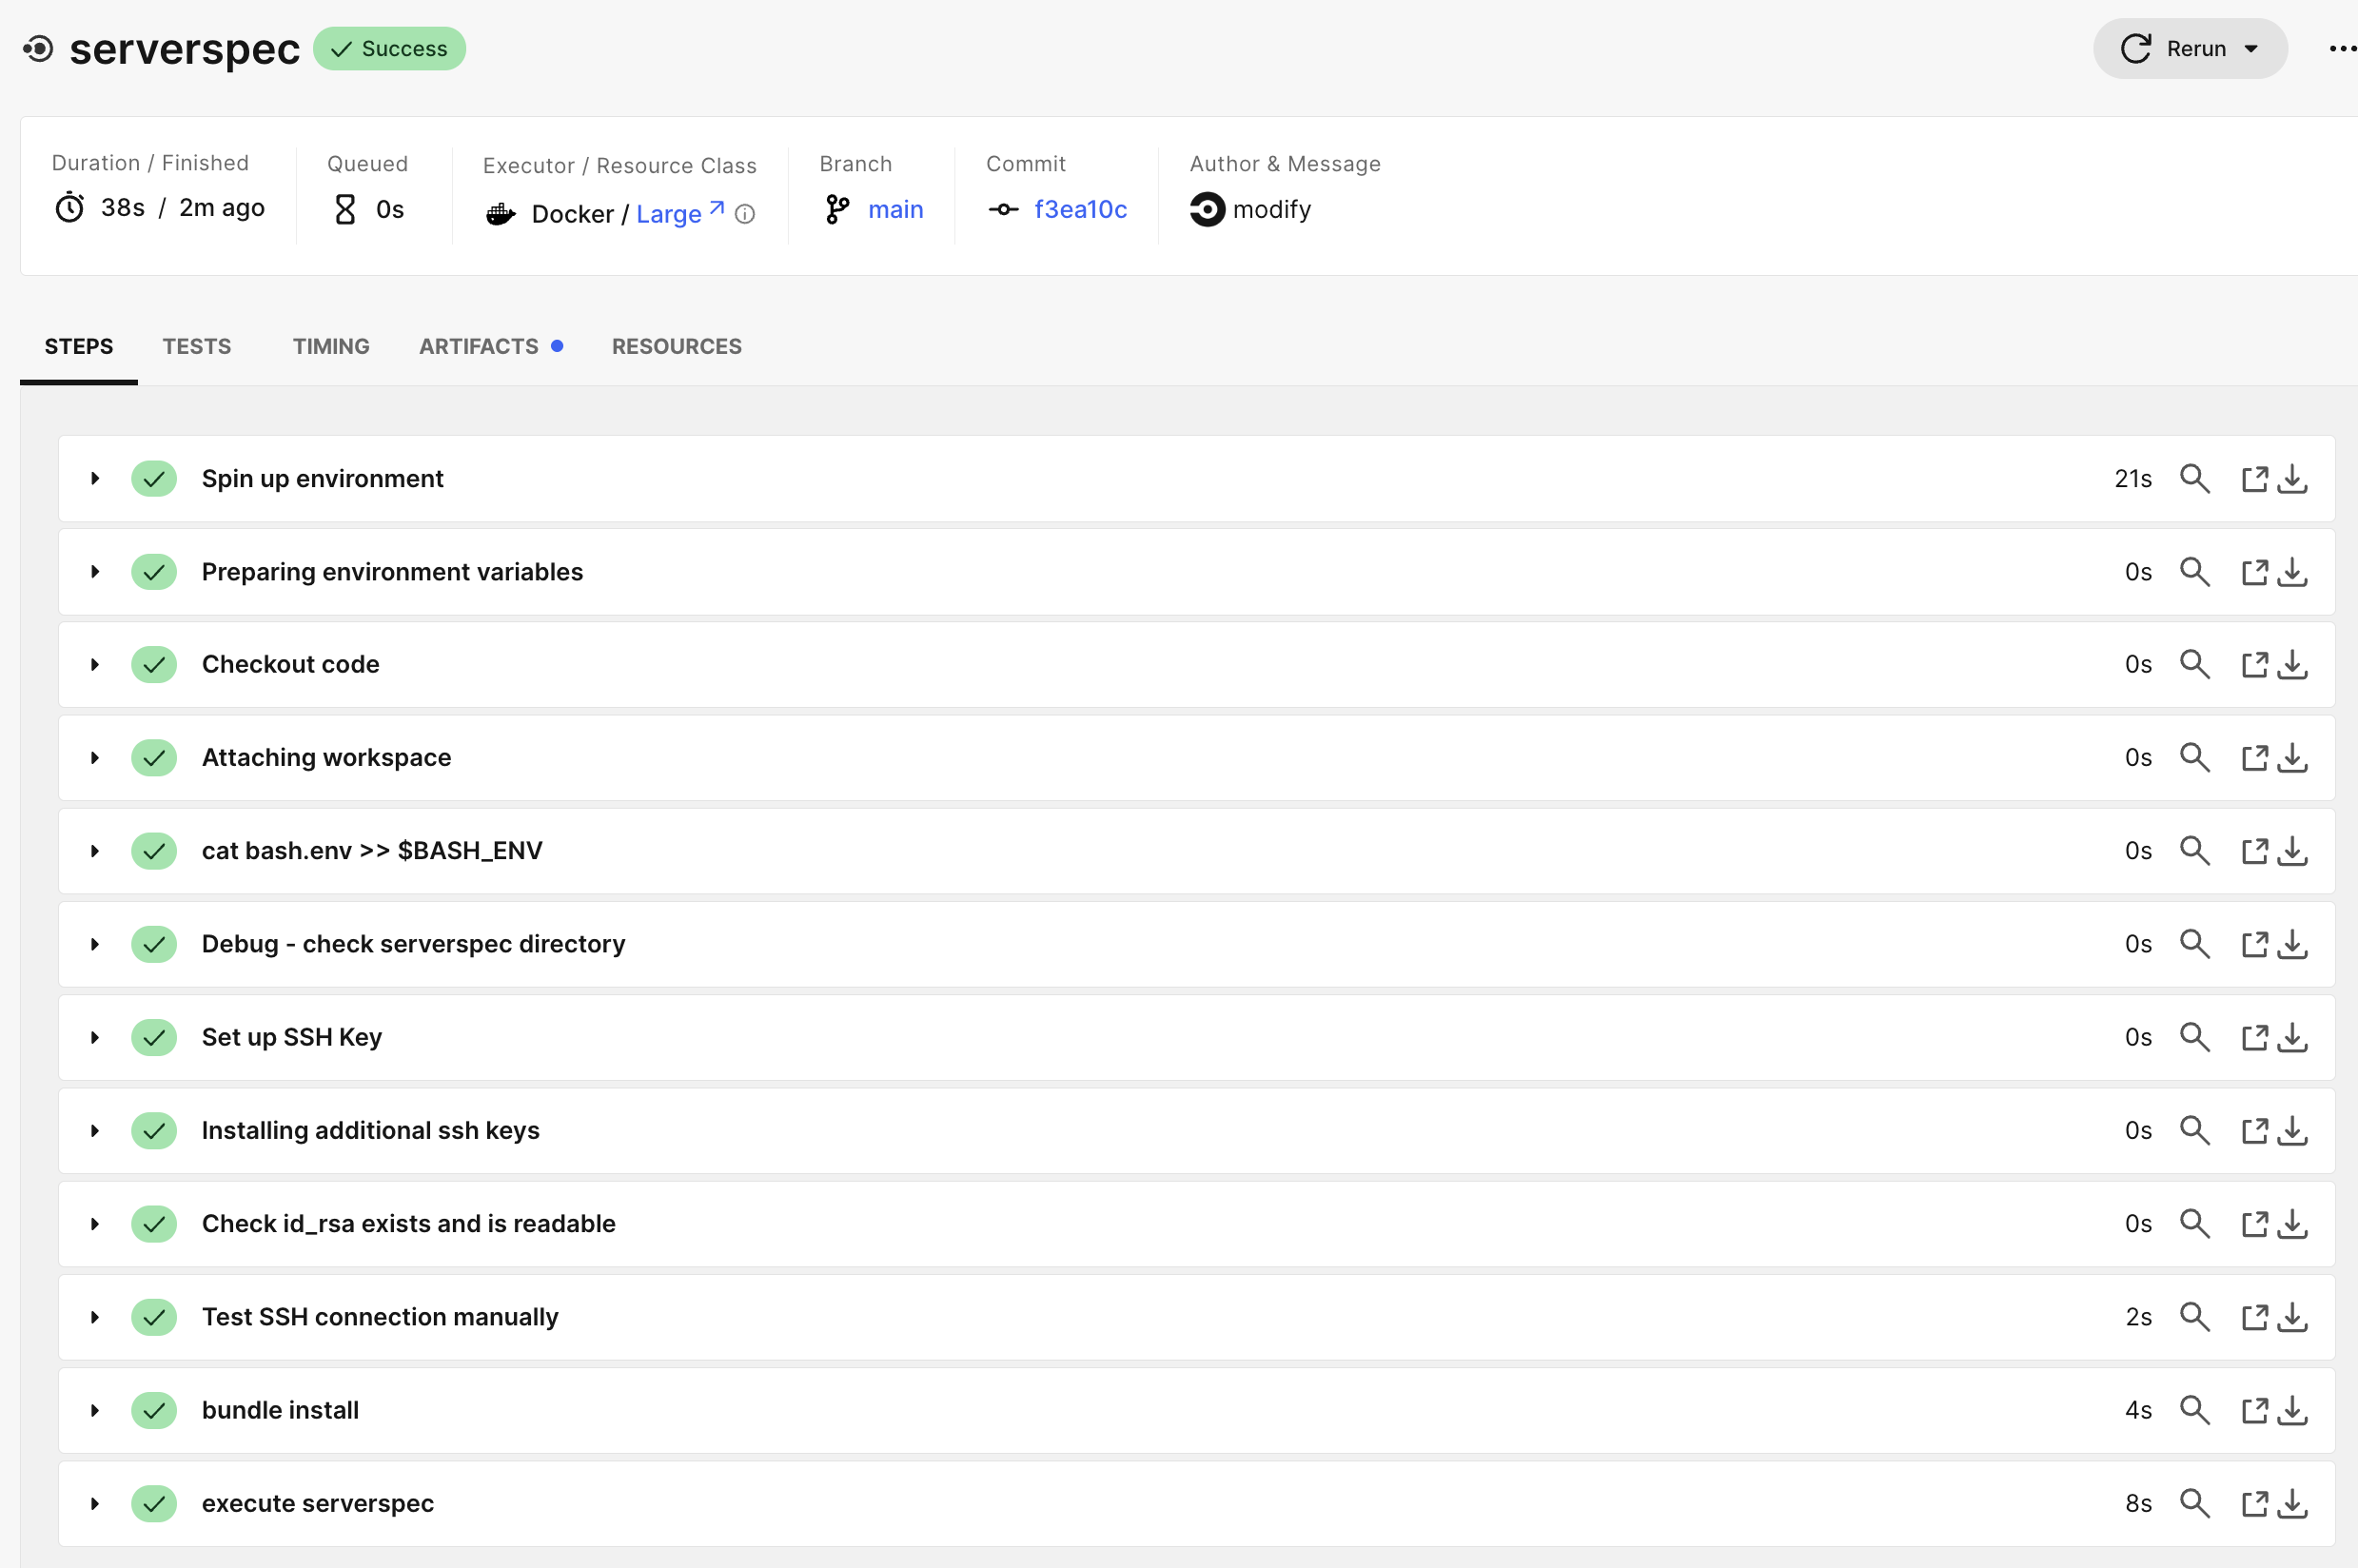 serverspec Success Rerun
Duration / Finished Queued Executor / Resource Class Branch Commit Author & Message
38s / 2m ago 0s Docker / Large main f3ea10c modify
STEPS TESTS TIMING ARTIFACTS RESOURCES
Spin up environment 21s
Preparing environment variables 0s
Checkout code 0s
Attaching workspace 0s
cat bash.env >> $BASH_ENV 0s
Debug - check serverspec directory 0s
Set up SSH Key 0s
Installing additional ssh keys 0s
Check id_rsa exists and is readable 0s
Test SSH connection manually 2s
bundle install 4s
execute serverspec 8s